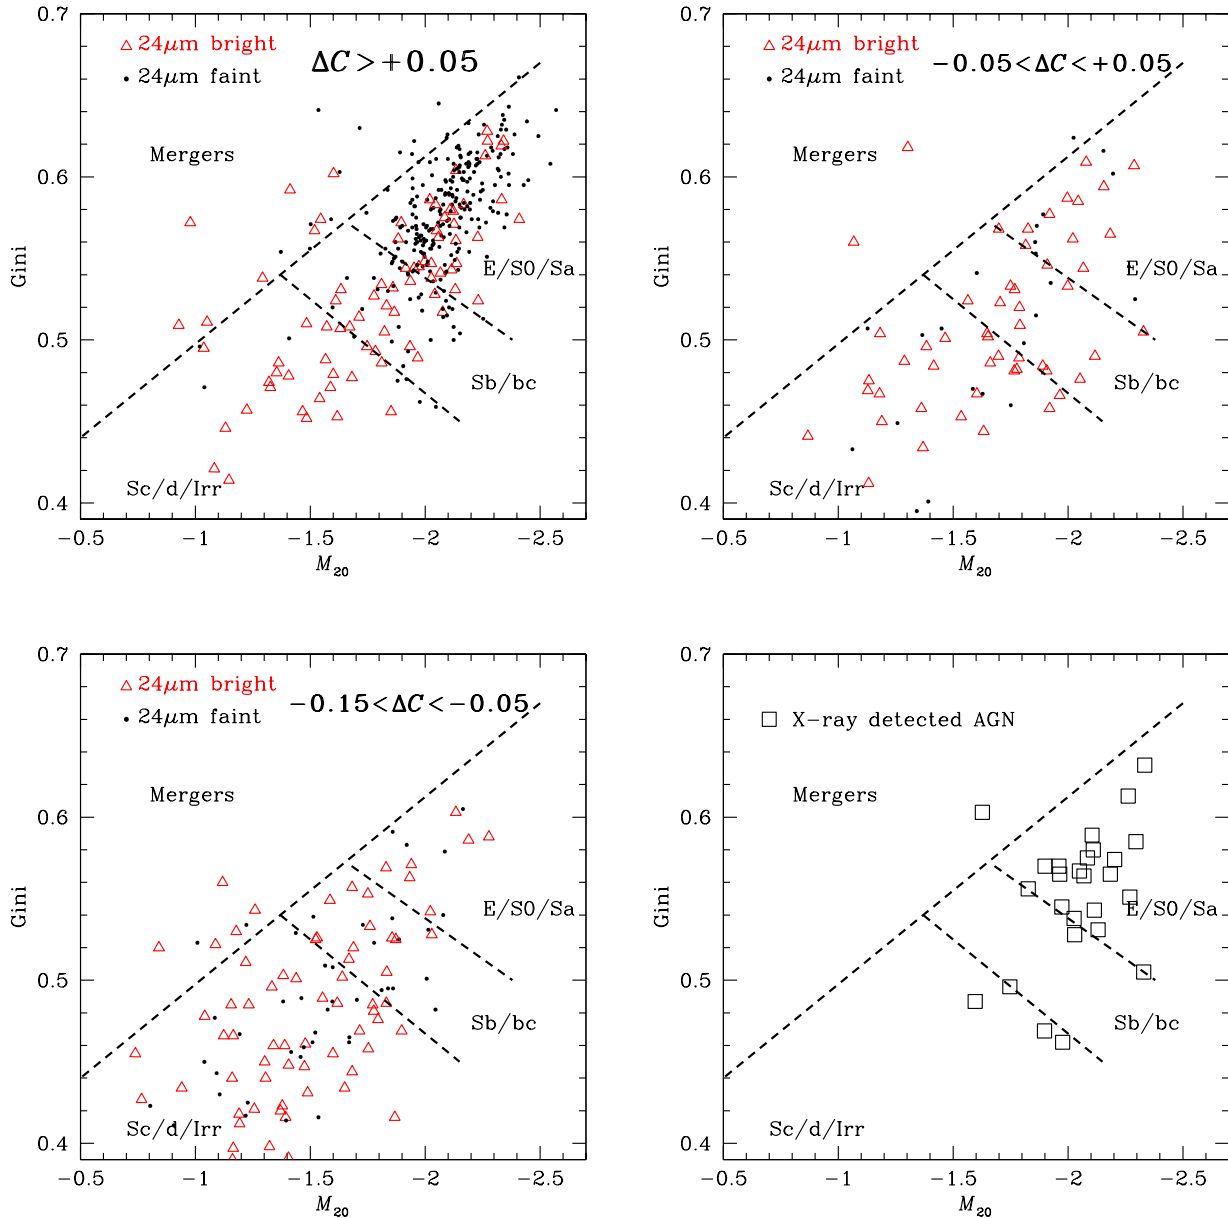 0.7
24μm bright
24μm faint
ΔC > +0.05
Mergers
0.6
Gini
E/S0/Sa
0.5
Sb/bc
Sc/d/Irr
0.4
−0.5 −1 −1.5 −2 −2.5
M20
0.7
24μm bright
24μm faint
−0.05<ΔC<+0.05
Mergers
0.6
Gini
E/S0/Sa
0.5
Sb/bc
Sc/d/Irr
0.4
−0.5 −1 −1.5 −2 −2.5
M20
0.7
24μm bright
24μm faint
−0.15<ΔC<−0.05
Mergers
0.6
Gini
E/S0/Sa
0.5
Sb/bc
Sc/d/Irr
0.4
−0.5 −1 −1.5 −2 −2.5
M20
0.7
X-ray detected AGN
Mergers
0.6
Gini
E/S0/Sa
0.5
Sb/bc
Sc/d/Irr
0.4
−0.5 −1 −1.5 −2 −2.5
M20